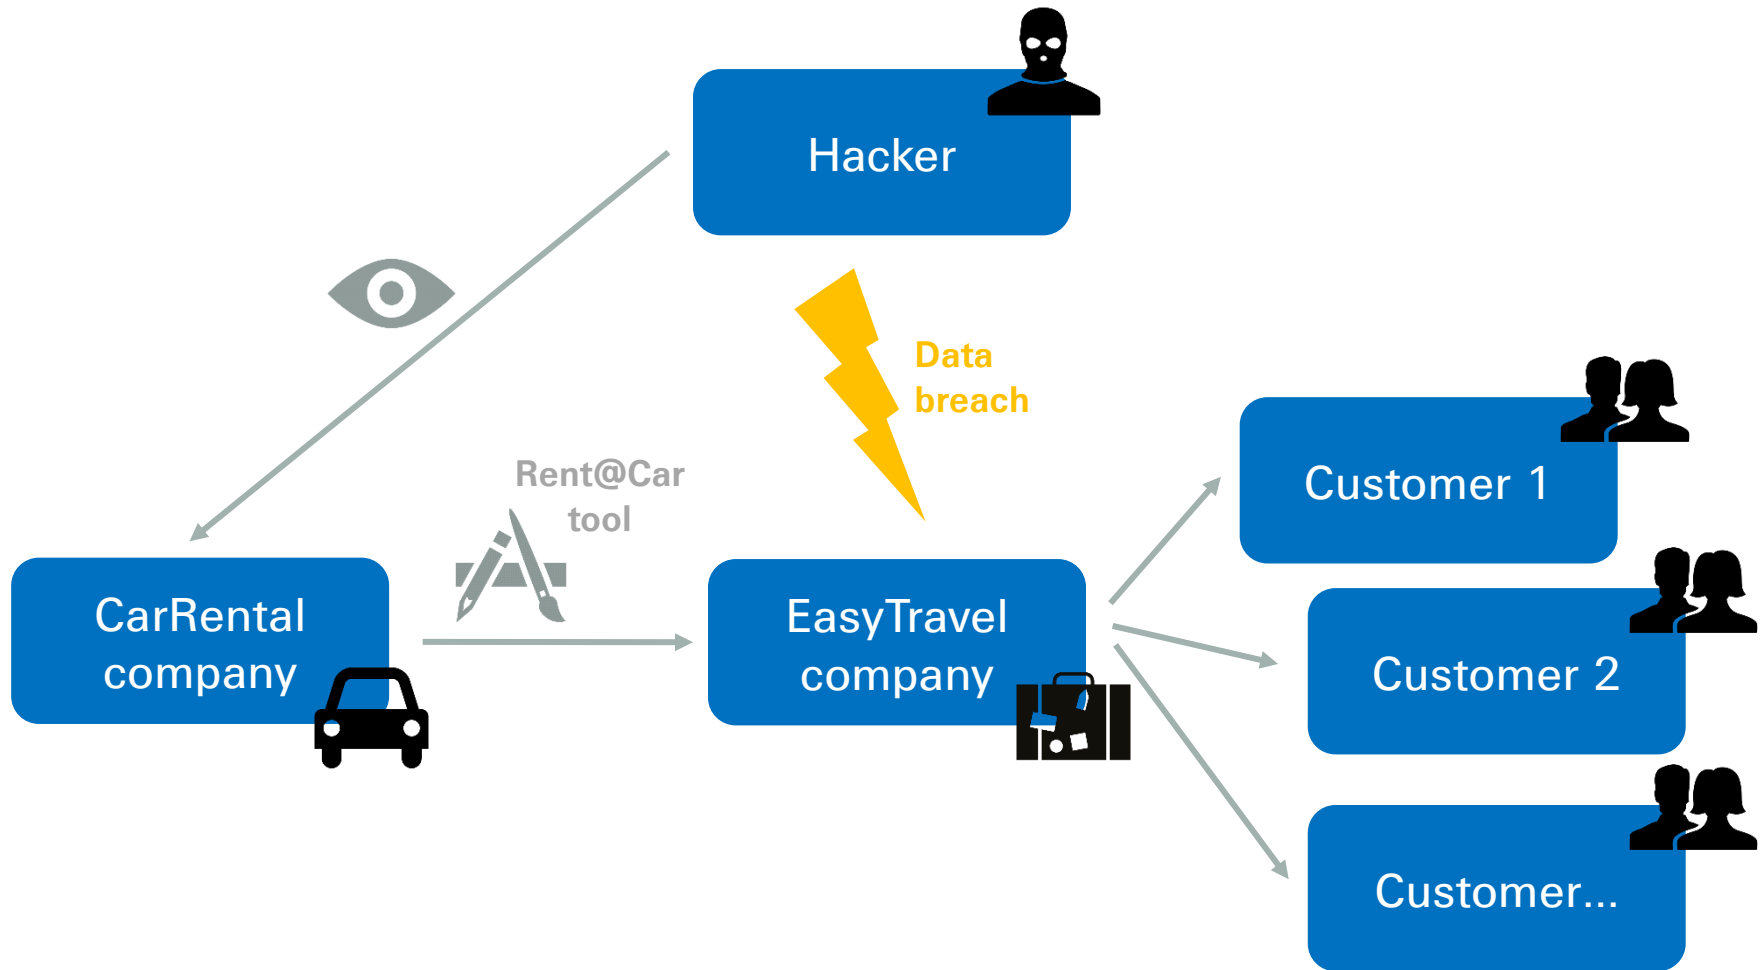 Hacker
Data
breach
Rent@Car
tool
Customer 1
CarRental
company
EasyTravel
company
Customer 2
Customer...